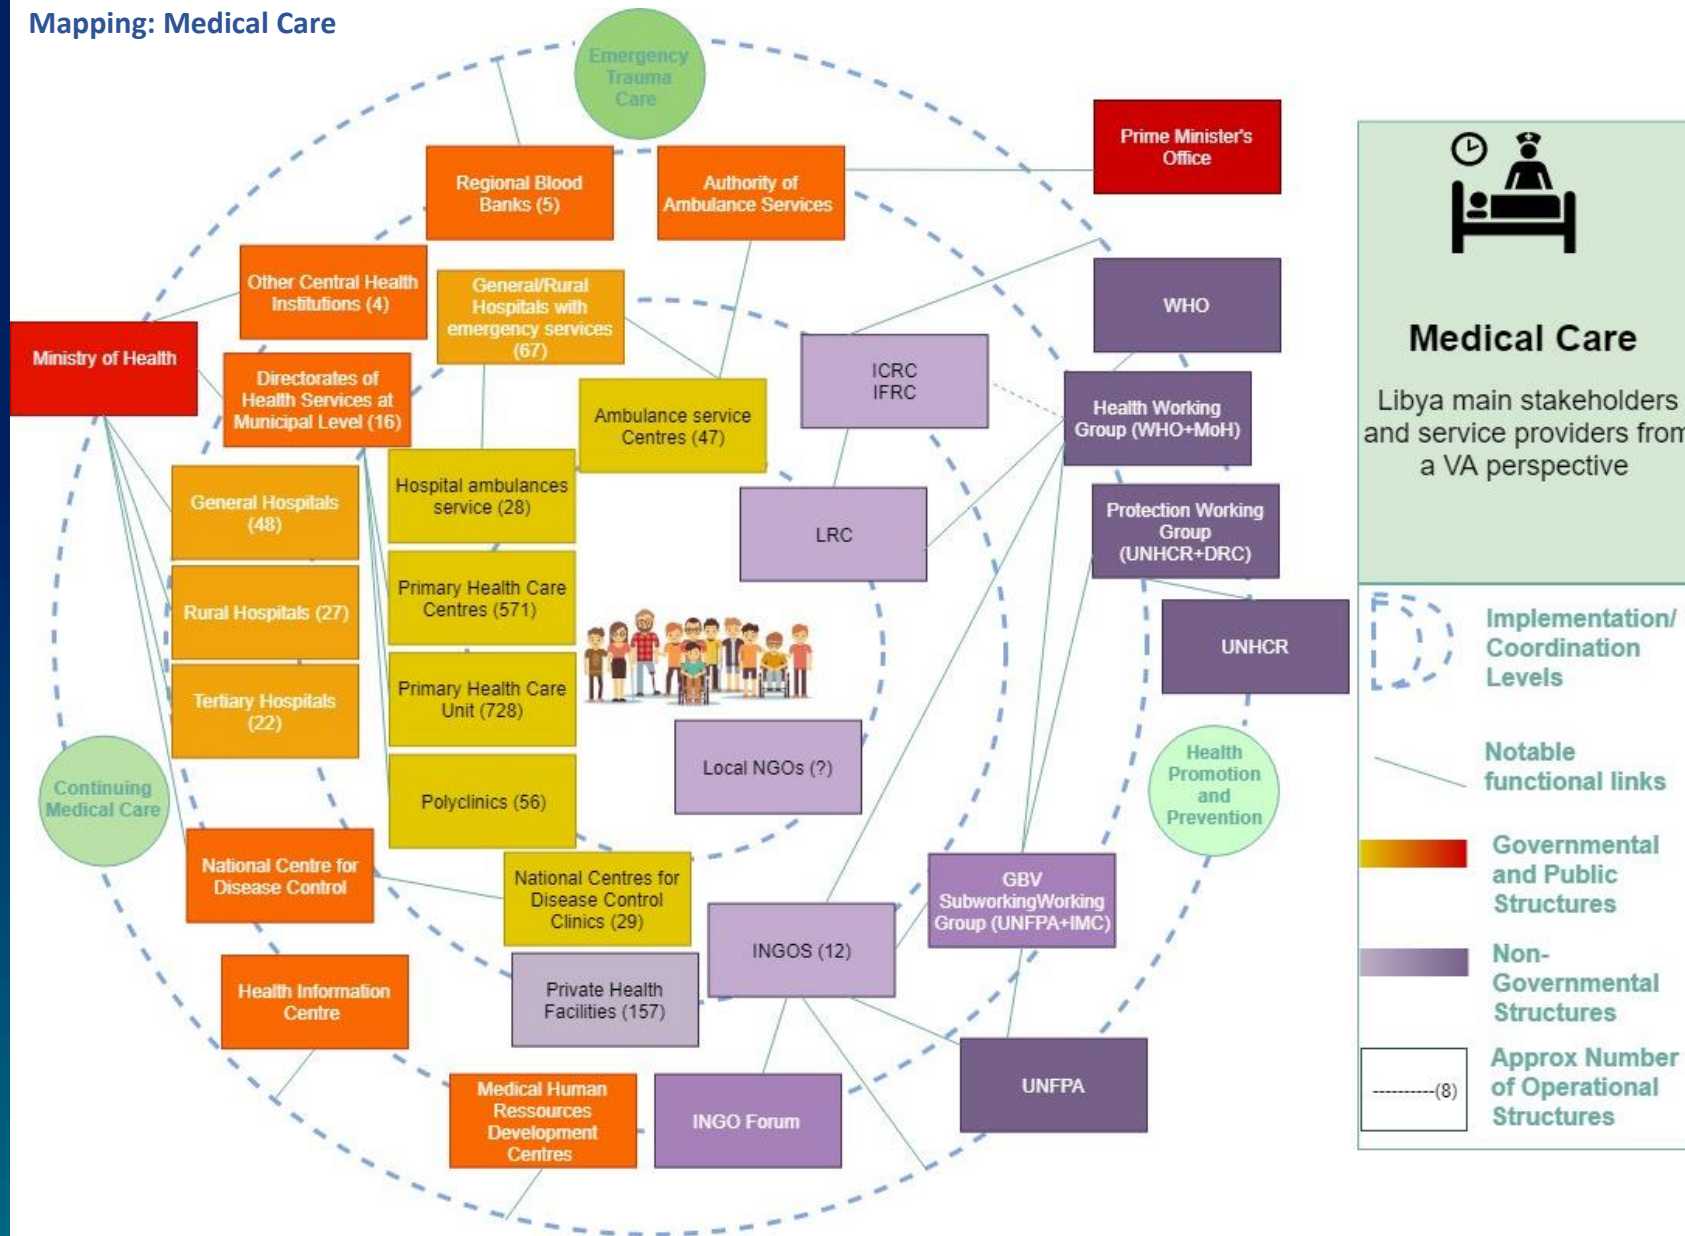 Mapping: Medical Care
Emergency
Trauma
Care
Prime Minister's
Office
Regional Blood
Banks (5)
Authority of
Ambulance Services
Other Central Health
Institutions (4)
General/Rural
Hospitals with
emergency services
(67)
WHO
Ministry of Health
Directorates of
Health Services at
Municipal Level (16)
Ambulance service
Centres (47)
ICRC
IFRC
Health Working
Group (WHO+MoH)
General Hospitals
(48)
Hospital ambulances
service (28)
LRC
Protection Working
Group
(UNHCR+DRC)
Rural Hospitals (27)
Primary Health Care
Centres (571)
UNHCR
Tertiary Hospitals
(22)
Primary Health Care
Unit (728)
Local NGOs (?)
Continuing
Medical Care
Polyclinics (56)
Health
Promotion
and
Prevention
National Centre for
Disease Control
National Centres for
Disease Control
Clinics (29)
INGOS (12)
GBV
SubworkingWorking
Group (UNFPA+IMC)
Health Information
Centre
Private Health
Facilities (157)
Medical Human
Ressources
Development
Centres
INGO Forum
UNFPA
Medical Care
Libya main stakeholders
and service providers from
a VA perspective
Implementation/
Coordination
Levels
Notable
functional links
Governmental
and Public
Structures
Non-
Governmental
Structures
----------(8)
Approx Number
of Operational
Structures